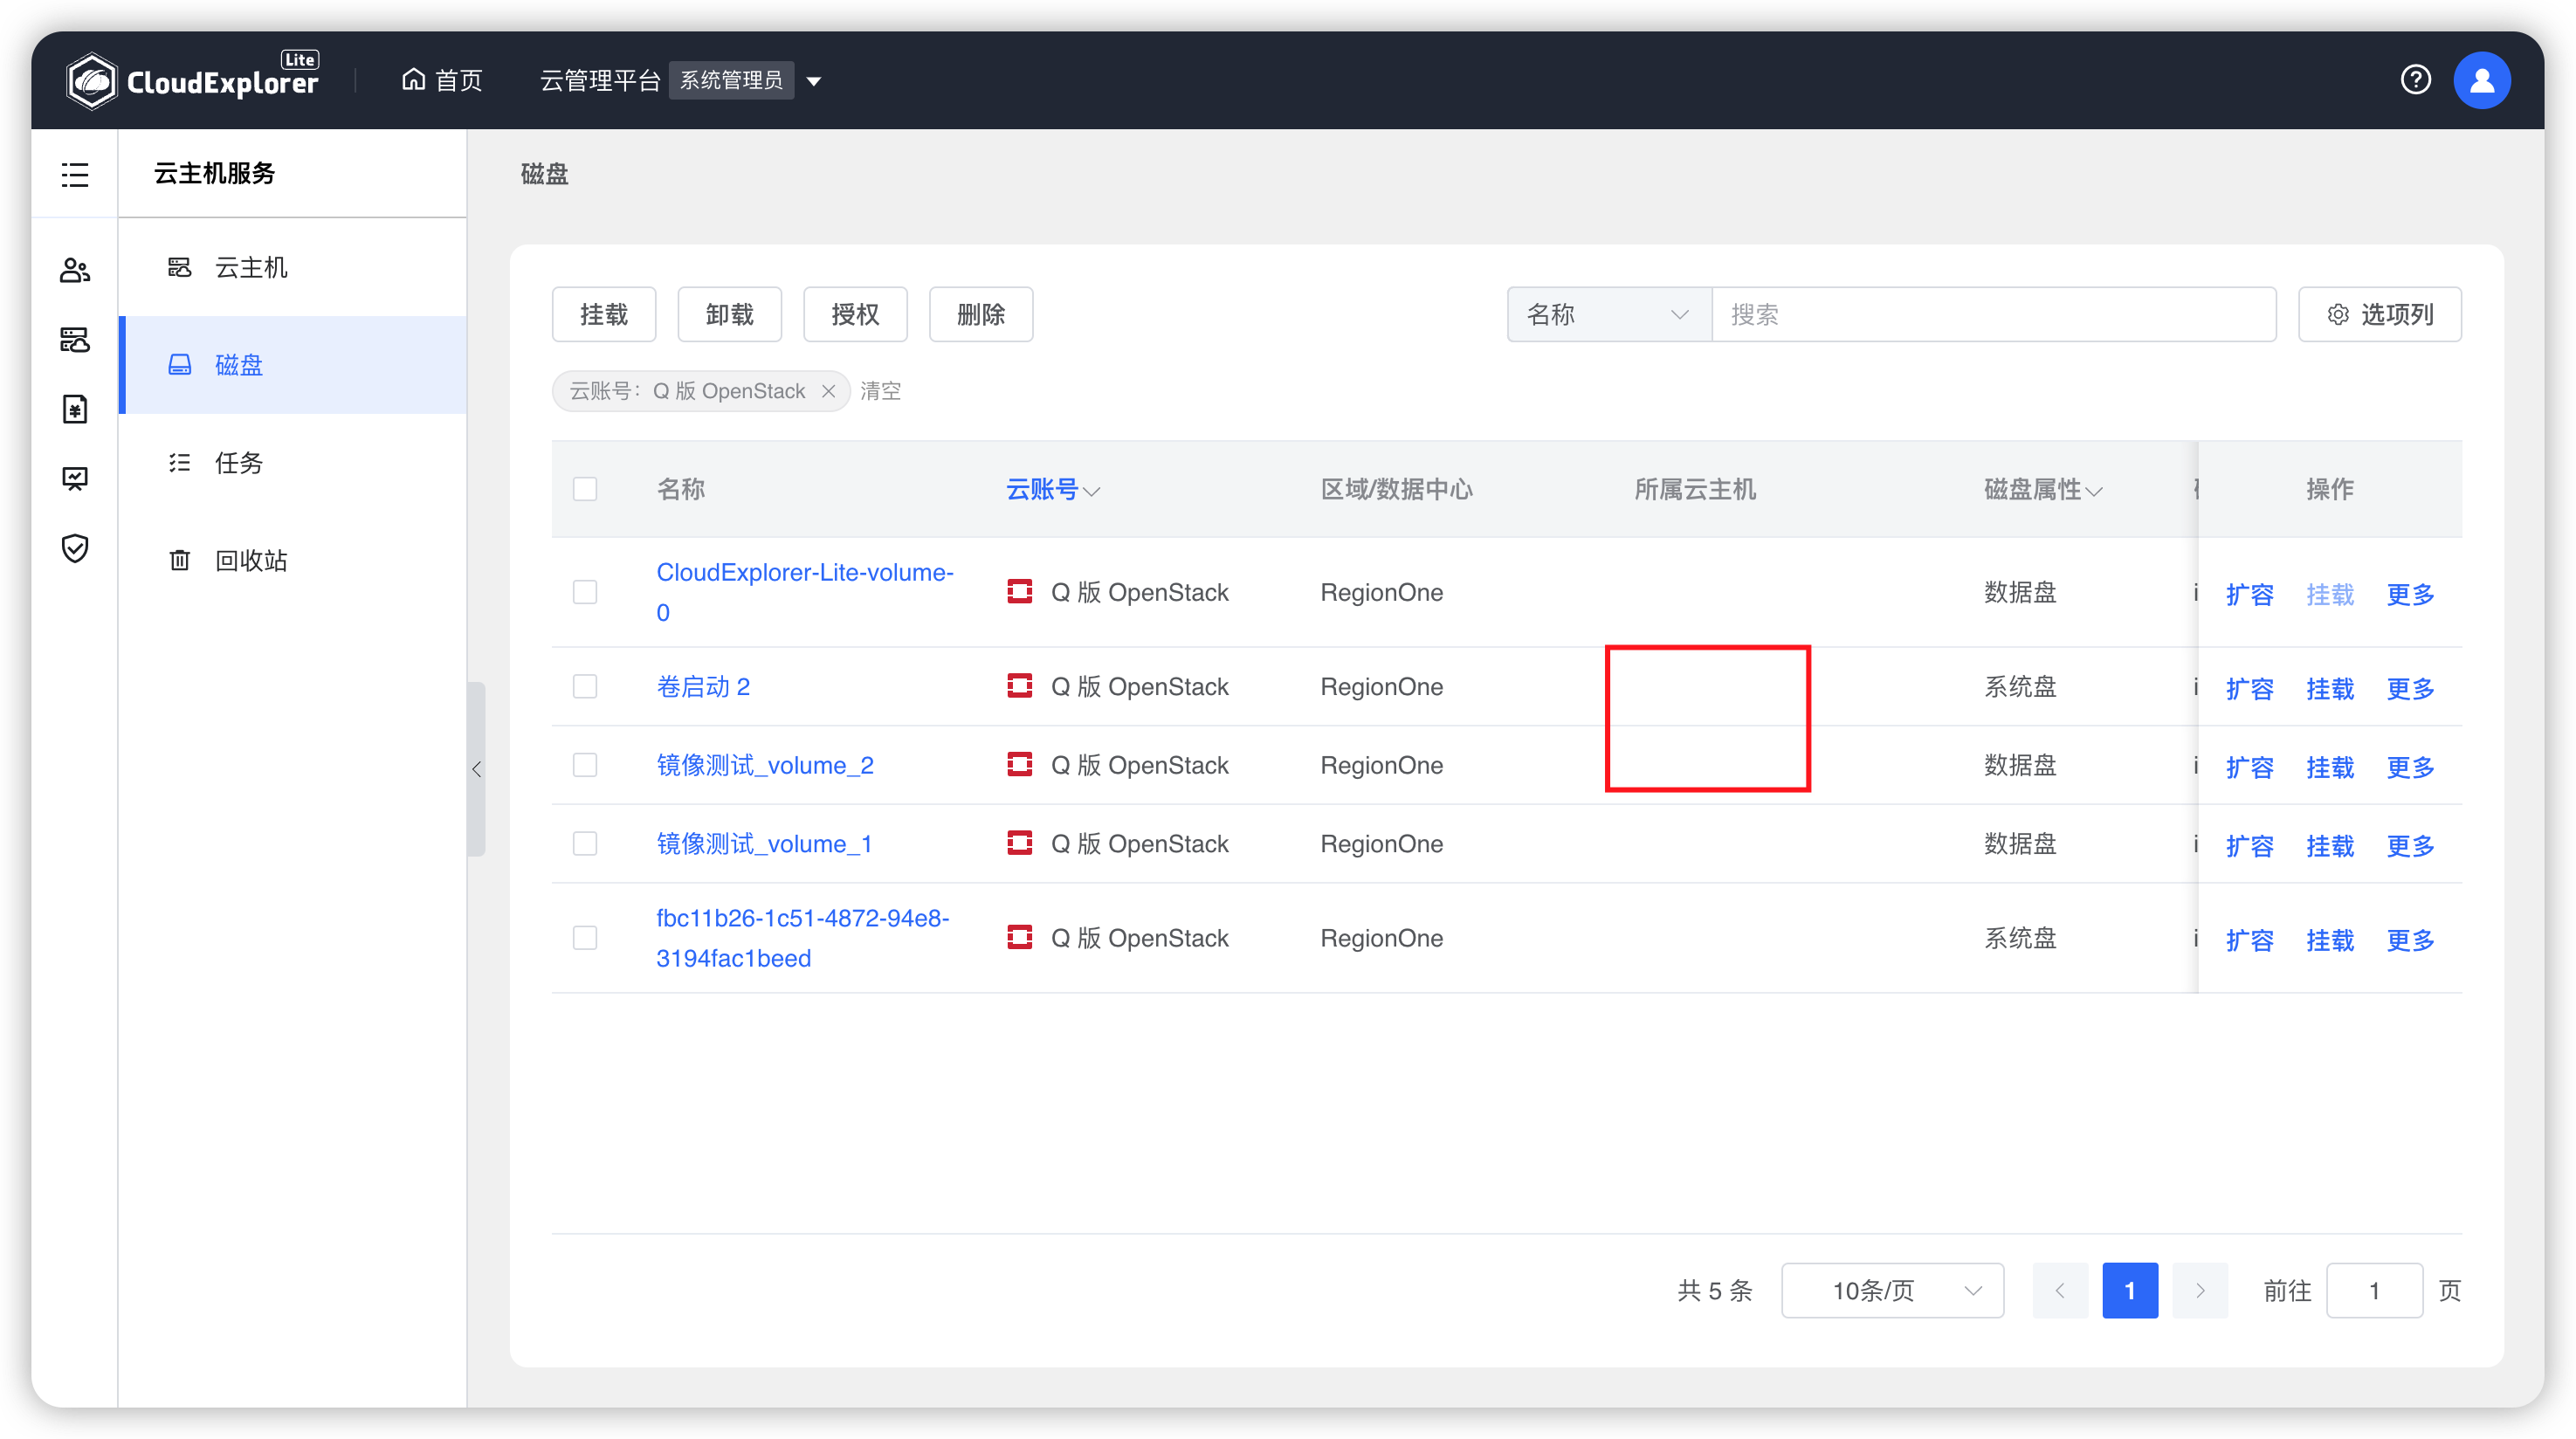 CloudExplorer Lite
首页
云管理平台 系统管理员
云主机服务
云主机
磁盘
任务
回收站
磁盘
挂载 卸载 授权 删除
名称 搜索 选项列
云账号：Q 版 OpenStack 清空
名称 云账号 区域/数据中心 所属云主机 磁盘属性 操作
CloudExplorer-Lite-volume-
0
Q 版 OpenStack RegionOne 数据盘 扩容 挂载 更多
卷启动 2 Q 版 OpenStack RegionOne 系统盘 扩容 挂载 更多
镜像测试_volume_2 Q 版 OpenStack RegionOne 数据盘 扩容 挂载 更多
镜像测试_volume_1 Q 版 OpenStack RegionOne 数据盘 扩容 挂载 更多
fbc11b26-1c51-4872-94e8-
3194fac1beed
Q 版 OpenStack RegionOne 系统盘 扩容 挂载 更多
共 5 条 10条/页 1 前往 1 页